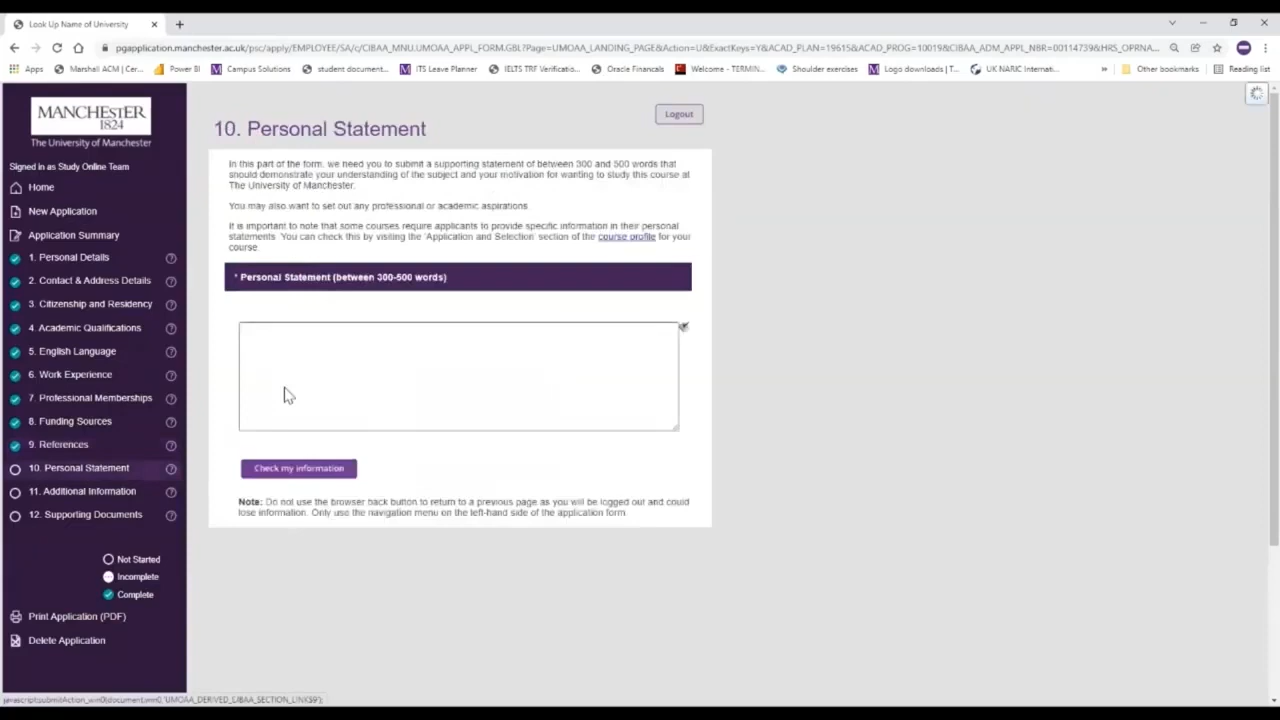 Look Up Name of University
pgapplication.manchester.ac.uk/psc/apply/EMPLOYEE/SA/c/CIBAA_MNU.UMOAA_APPL_FORM.GBL?Page=UMOAA_LANDING_PAGE&Action=U&ExactKeys=Y&ACAD_PLAN=19615&ACAD_PROG=10019&CIBAA_ADM_APPL_NBR=00114739&HRS_OPRNA...
Apps Marshall ACM | Cer... Power BI Campus Solutions student document... ITS Leave Planner IELTS TRF Verificatio... Oracle Financials Welcome - TERMIN... Shoulder exercises Logo downloads | T... UK NARIC Internati... » Other bookmarks Reading list
MANCHESTER
1824
The University of Manchester
Signed in as Study Online Team
Home
New Application
Application Summary
1. Personal Details
2. Contact & Address Details
3. Citizenship and Residency
4. Academic Qualifications
5. English Language
6. Work Experience
7. Professional Memberships
8. Funding Sources
9. References
10. Personal Statement
11. Additional Information
12. Supporting Documents
Not Started
Incomplete
Complete
Print Application (PDF)
Delete Application
Logout
10. Personal Statement
In this part of the form, we need you to submit a supporting statement of between 300 and 500 words that
should demonstrate your understanding of the subject and your motivation for wanting to study this course at
The University of Manchester.
You may also want to set out any professional or academic aspirations.
It is important to note that some courses require applicants to provide specific information in their personal
statements. You can check this by visiting the 'Application and Selection' section of the course profile for your
course.
* Personal Statement (between 300-500 words)
Check my information
Note: Do not use the browser back button to return to a previous page as you will be logged out and could
lose information. Only use the navigation menu on the left-hand side of the application form.
javascript:submitAction_win0(document.win0,'UMOAA_DERIVED_CIBAA_SECTION_LINK$9');